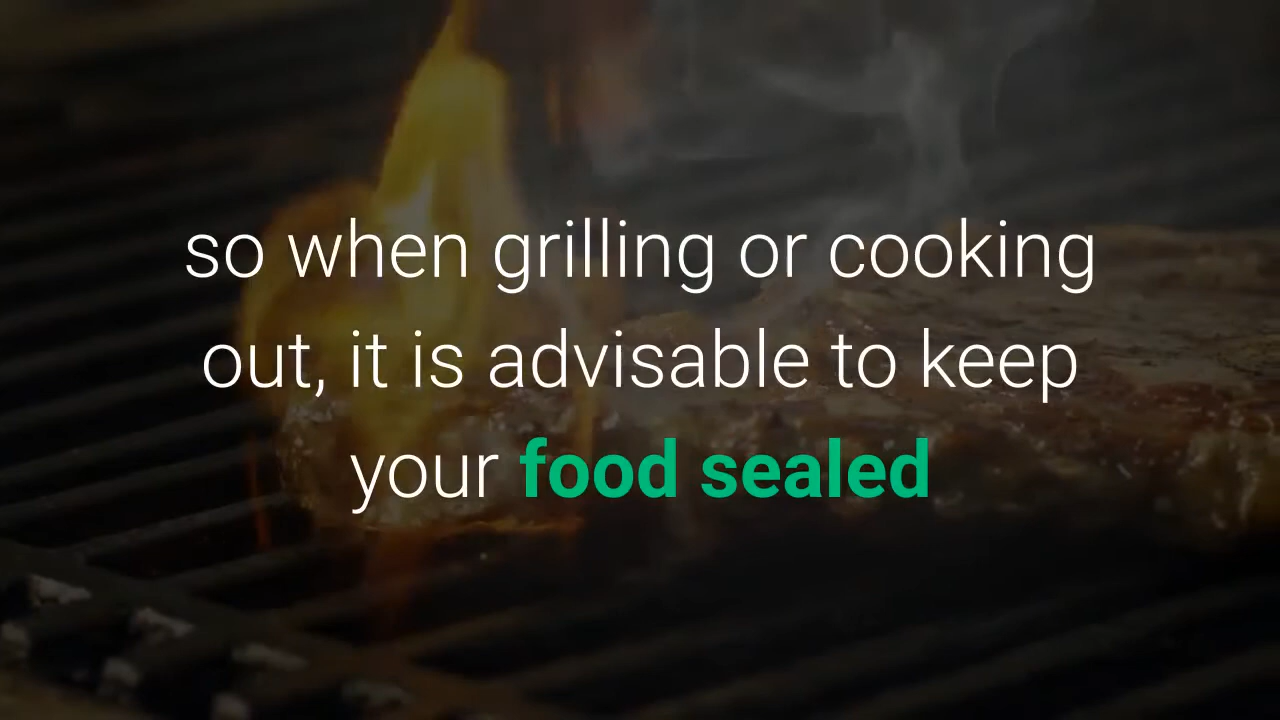 so when grilling or cooking
out, it is advisable to keep
your food sealed